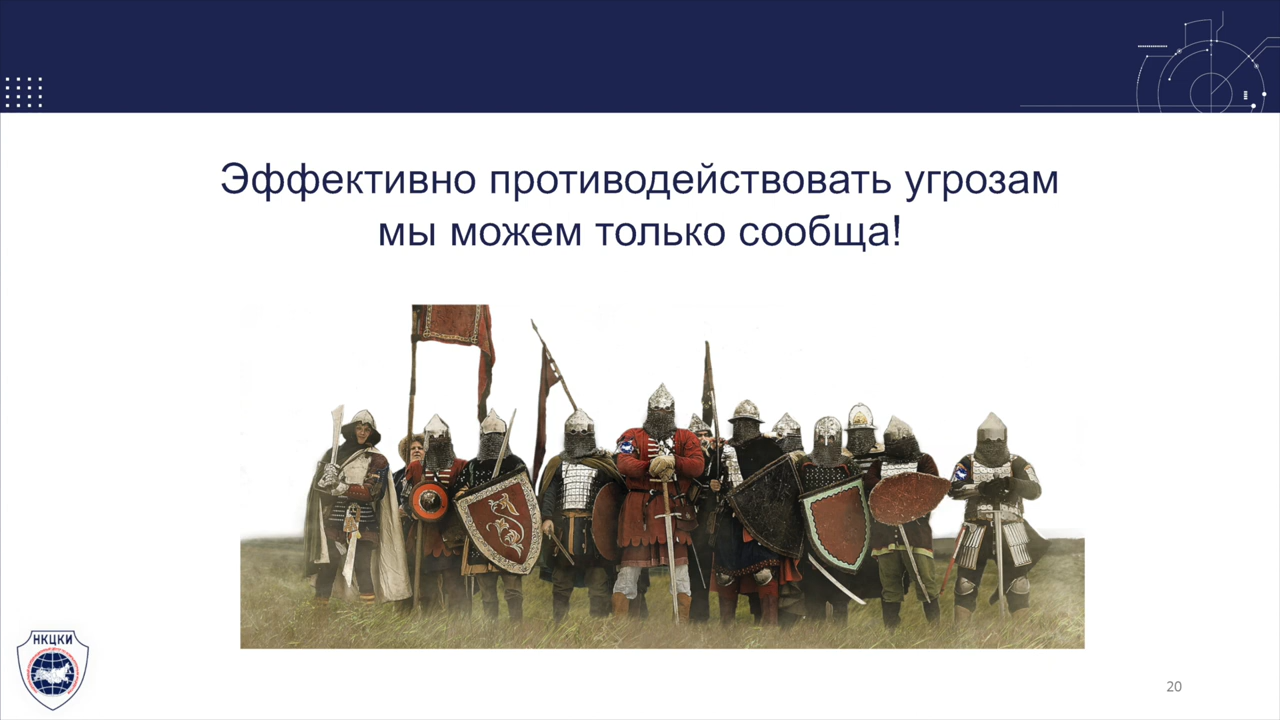 Эффективно противодействовать угрозам
мы можем только сообща!
НКЦКИ
20